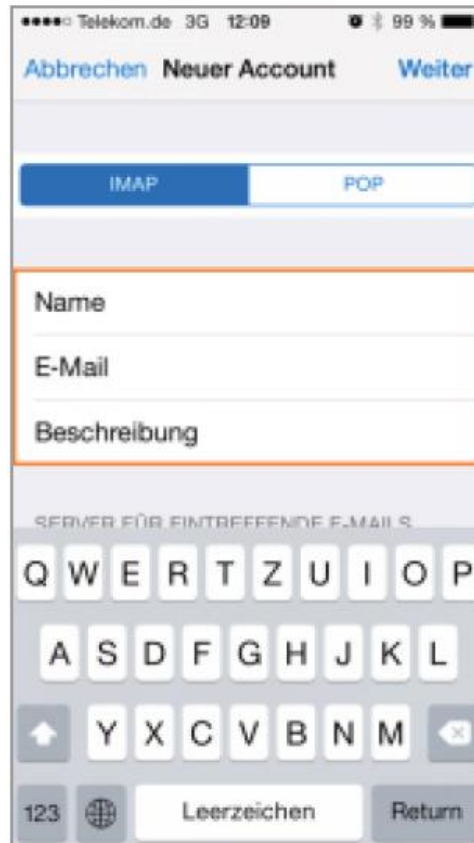 Telekom.de 3G 12:09 99 %
Abbrechen Neuer Account Weiter
IMAP POP
Name
E-Mail
Beschreibung
SERVER FÜR EINTREFFENDE E-MAILS
Q W E R T Z U I O P
A S D F G H J K L
Y X C V B N M
123 Leerzeichen Return